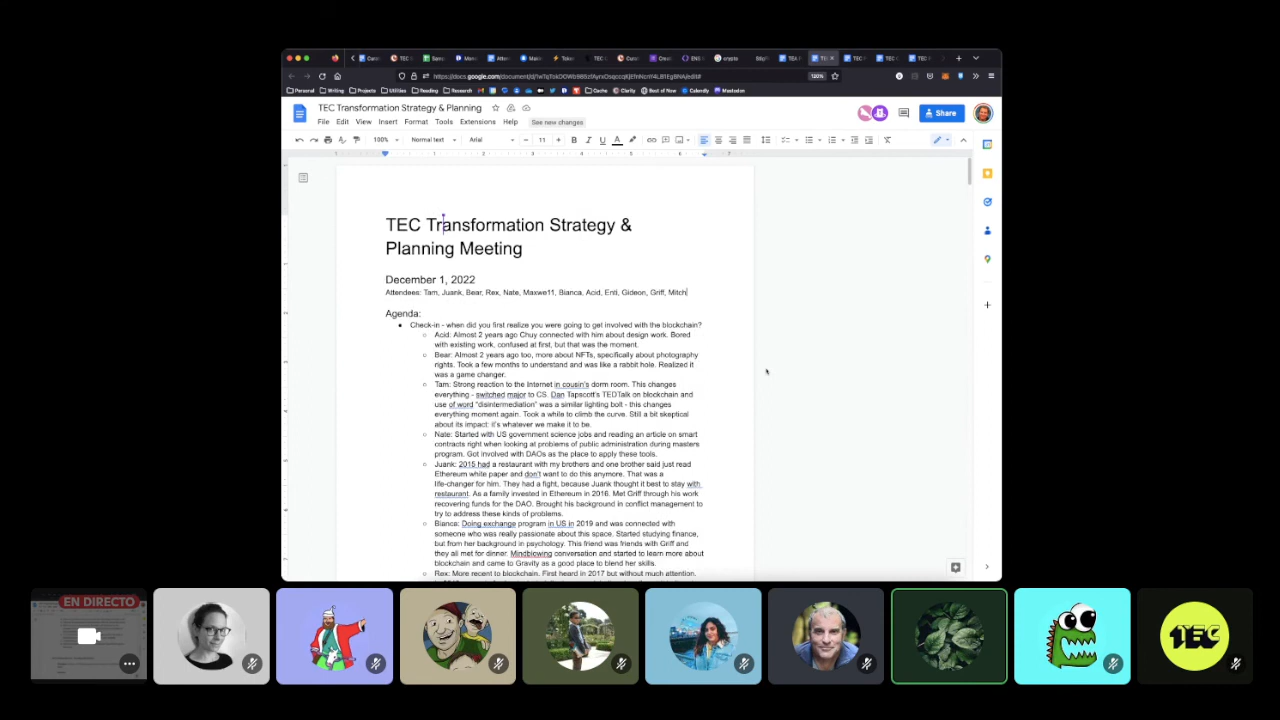 TEC Transformation Strategy & Planning
File Edit View Insert Format Tools Extensions Help See new changes
Share
100% Normal text Arial 11
TEC Transformation Strategy &
Planning Meeting
December 1, 2022
Attendees: Tam, Juank, Bear, Rex, Nate, Maxwe11, Bianca, Acid, Enti, Gideon, Griff, Mitch
Agenda:
Check-in - when did you first realize you were going to get involved with the blockchain?
Acid: Almost 2 years ago Chuy connected with him about design work. Bored
with existing work, confused at first, but that was the moment.
Bear: Almost 2 years ago too, more about NFTs, specifically about photography
rights. Took a few months to understand and was like a rabbit hole. Realized it
was a game changer.
Tam: Strong reaction to the Internet in cousin's dorm room. This changes
everything - switched major to CS. Dan Tapscott's TEDTalk on blockchain and
use of word "disintermediation" was a similar lighting bolt - this changes
everything moment again. Took a while to climb the curve. Still a bit skeptical
about its impact: it's whatever we make it to be.
Nate: Started with US government science jobs and reading an article on smart
contracts right when looking at problems of public administration during masters
program. Got involved with DAOs as the place to apply these tools.
Juank: 2015 had a restaurant with my brothers and one brother said just read
Ethereum white paper and don't want to do this anymore. That was a
life-changer for him. They had a fight, because Juank thought it best to stay with
restaurant. As a family invested in Ethereum in 2016. Met Griff through his work
recovering funds for the DAO. Brought his background in conflict management to
try to address these kinds of problems.
Bianca: Doing exchange program in US in 2019 and was connected with
someone who was really passionate about this space. Started studying finance,
but from her background in psychology. This friend was friends with Griff and
they all met for dinner. Mindblowing conversation and started to learn more about
blockchain and came to Gravity as a good place to blend her skills.
Rex: More recent to blockchain. First heard in 2017 but without much attention.
EN DIRECTO
TEC